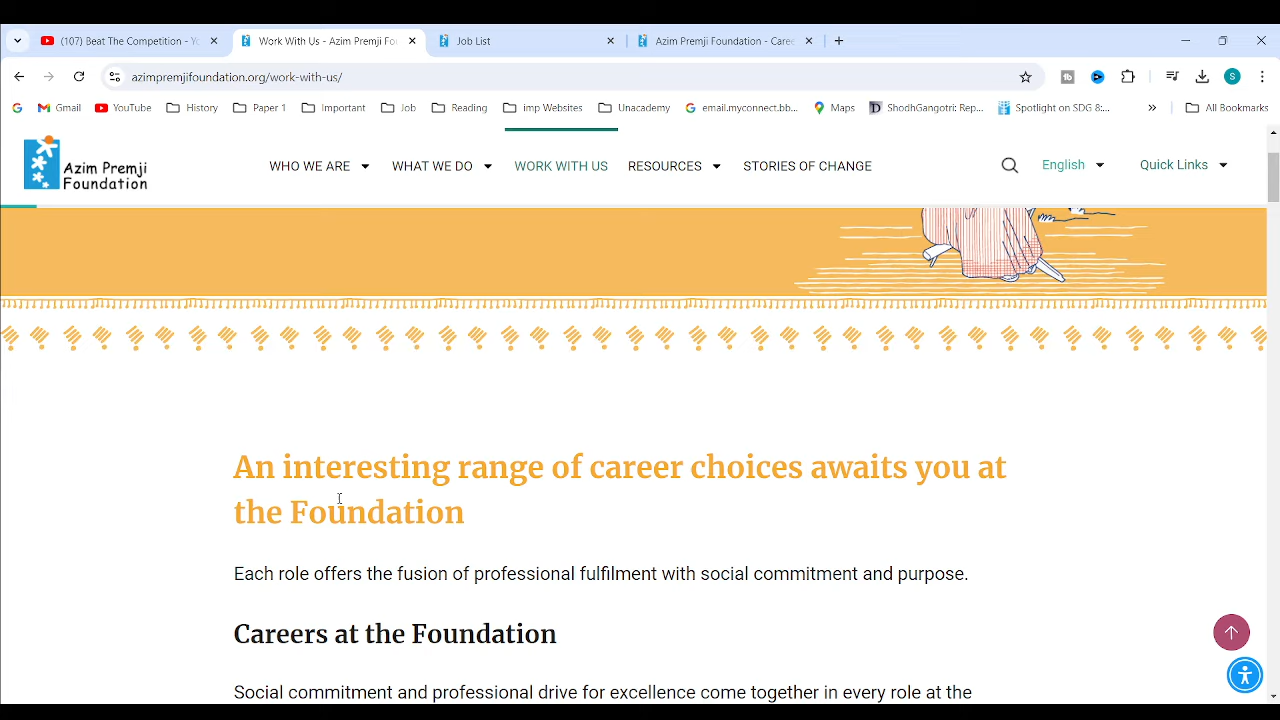 (107) Beat The Competition - Yo
Work With Us - Azim Premji Fou
Job List
Azim Premji Foundation - Caree
azimpremjifoundation.org/work-with-us/
S
Gmail
YouTube
History
Paper 1
Important
Job
Reading
imp Websites
Unacademy
email.myconnect.bb...
Maps
ShodhGangotri: Rep...
Spotlight on SDG 8:...
All Bookmarks
Azim Premji
Foundation
WHO WE ARE
WHAT WE DO
WORK WITH US
RESOURCES
STORIES OF CHANGE
English
Quick Links
An interesting range of career choices awaits you at
the Foundation
Each role offers the fusion of professional fulfilment with social commitment and purpose.
Careers at the Foundation
Social commitment and professional drive for excellence come together in every role at the